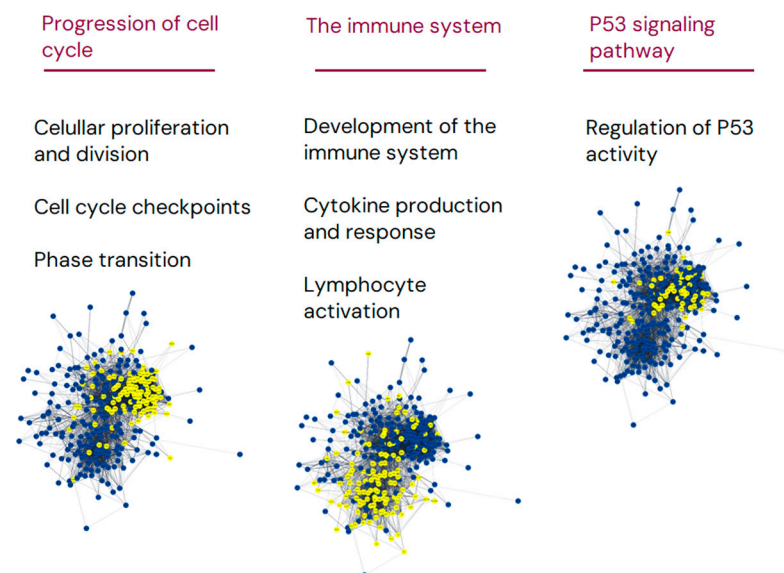 Progression of cell
cycle
Celullar proliferation
and division
Cell cycle checkpoints
Phase transition
The immune system
Development of the
immune system
Cytokine production
and response
Lymphocyte
activation
P53 signaling
pathway
Regulation of P53
activity